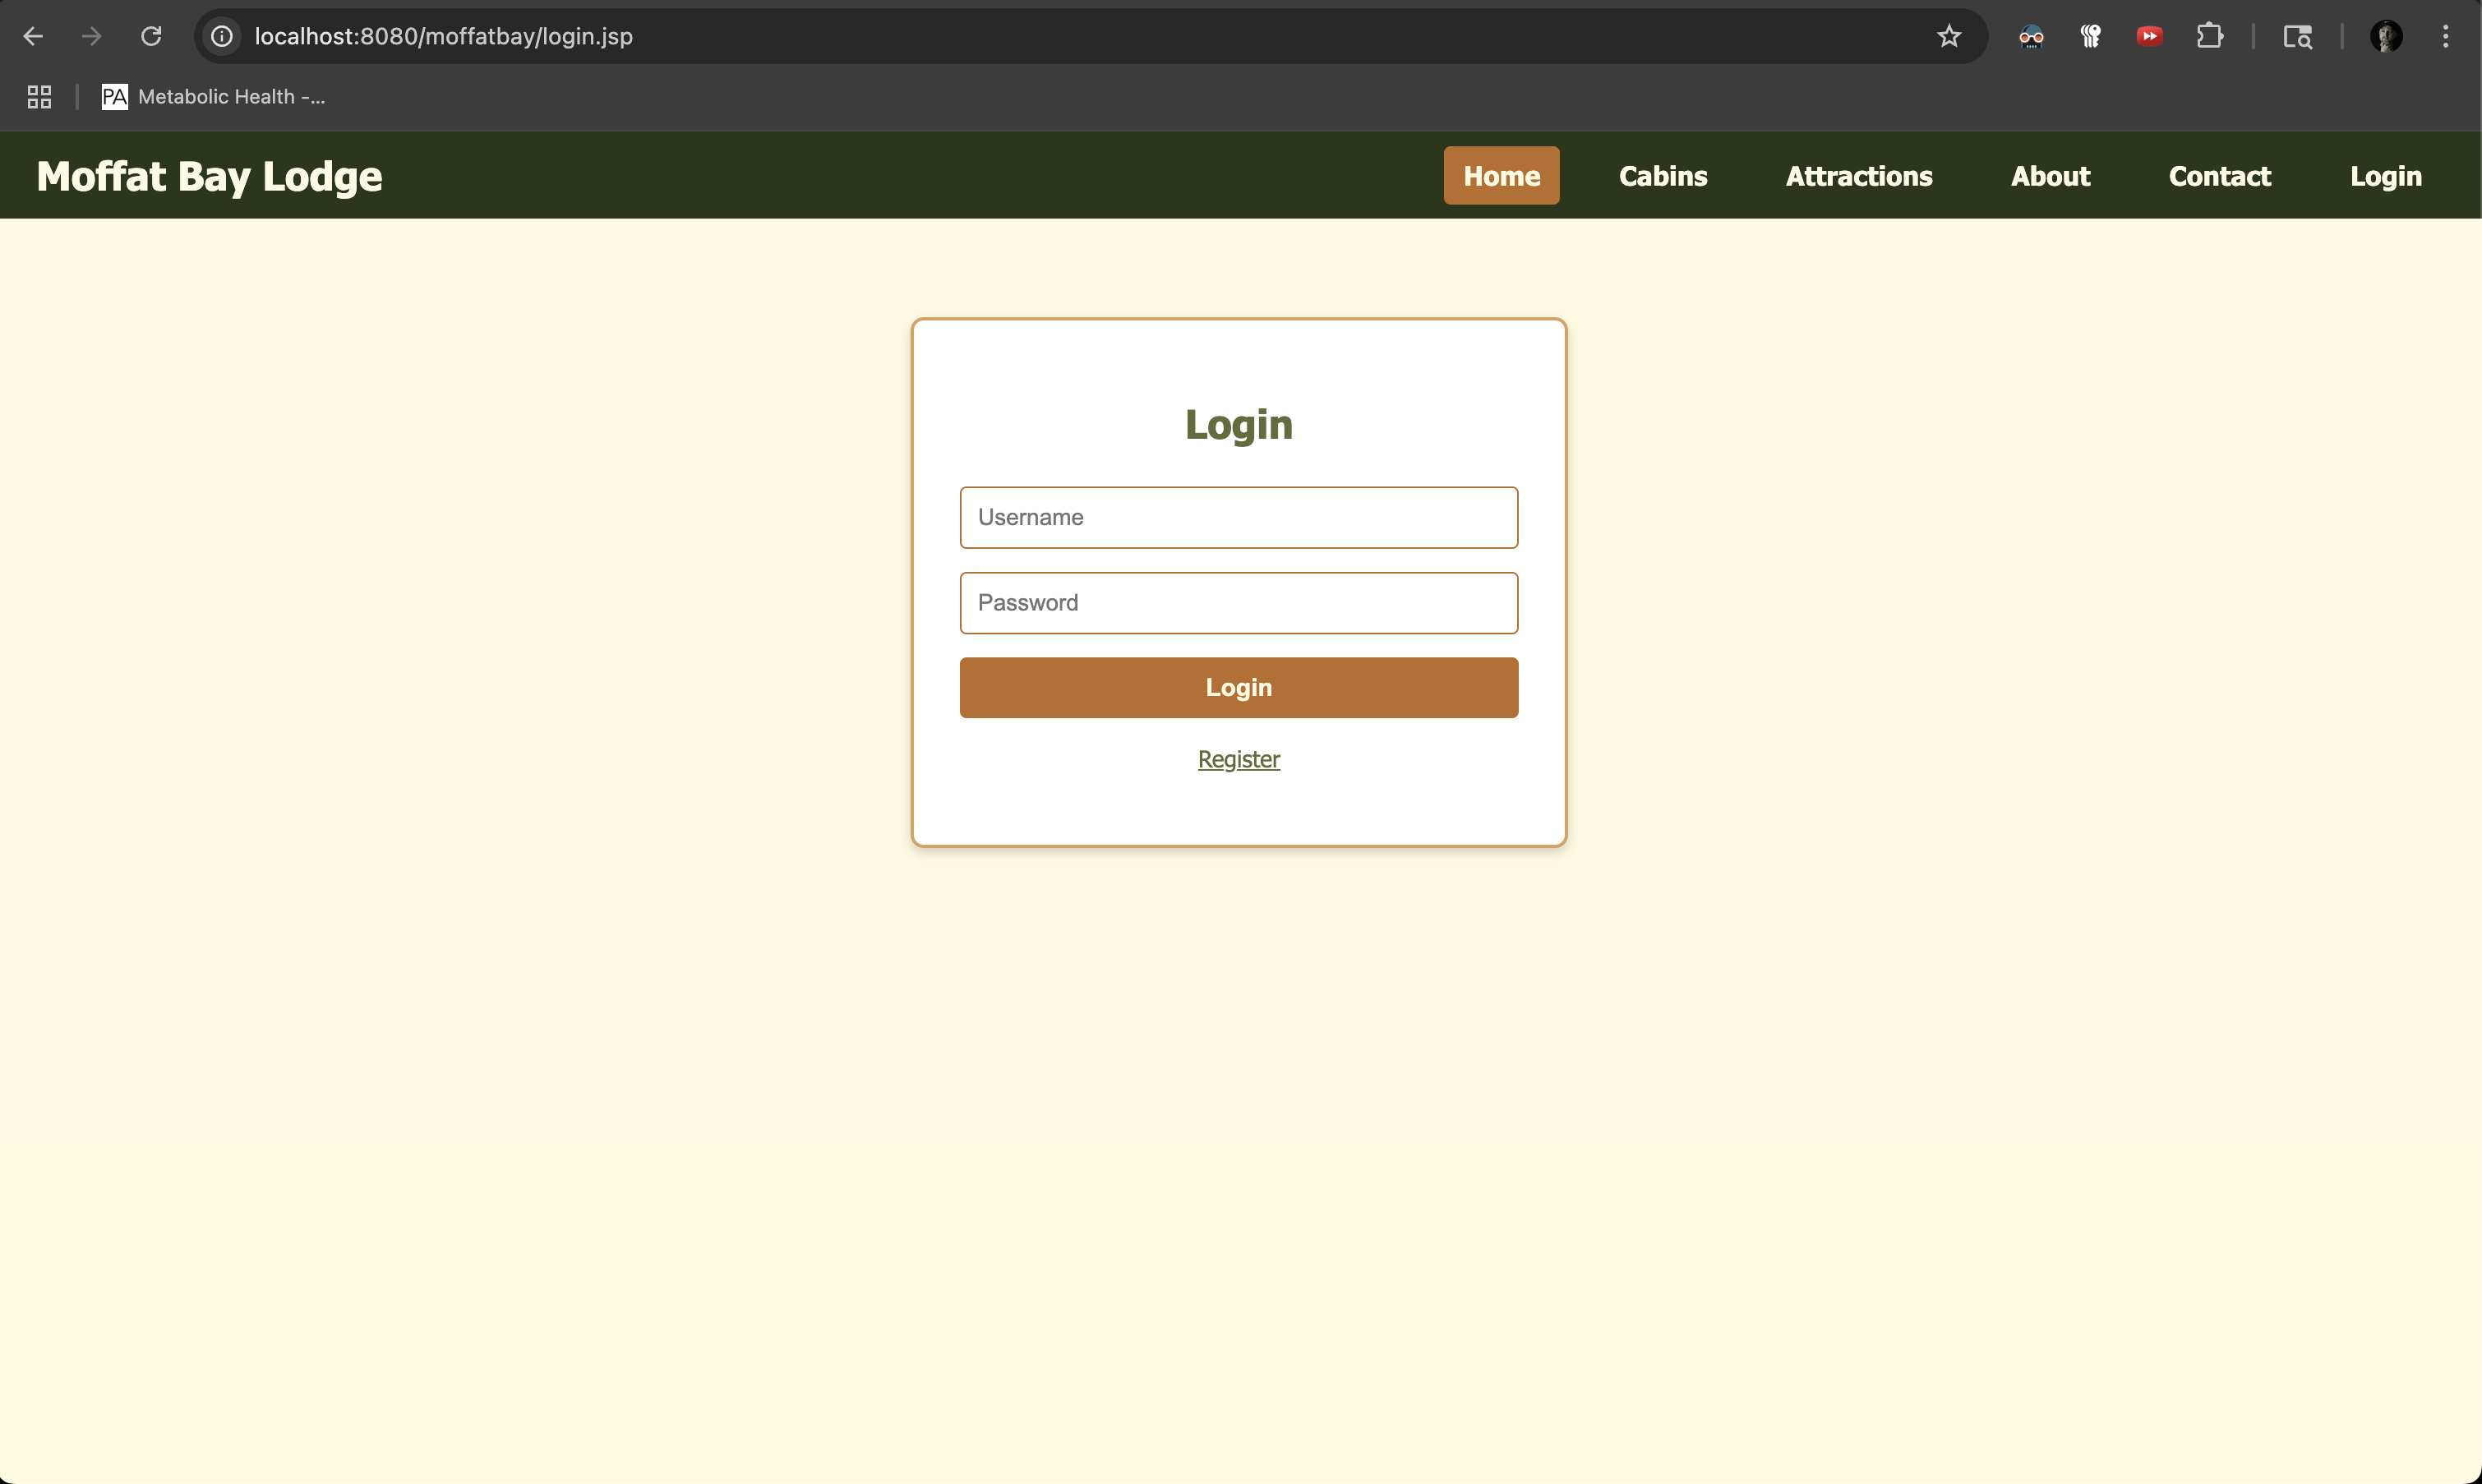 localhost:8080/moffatbay/login.jsp
PA Metabolic Health -...
Moffat Bay Lodge Home Cabins Attractions About Contact Login
Login
Username
Password
Login
Register